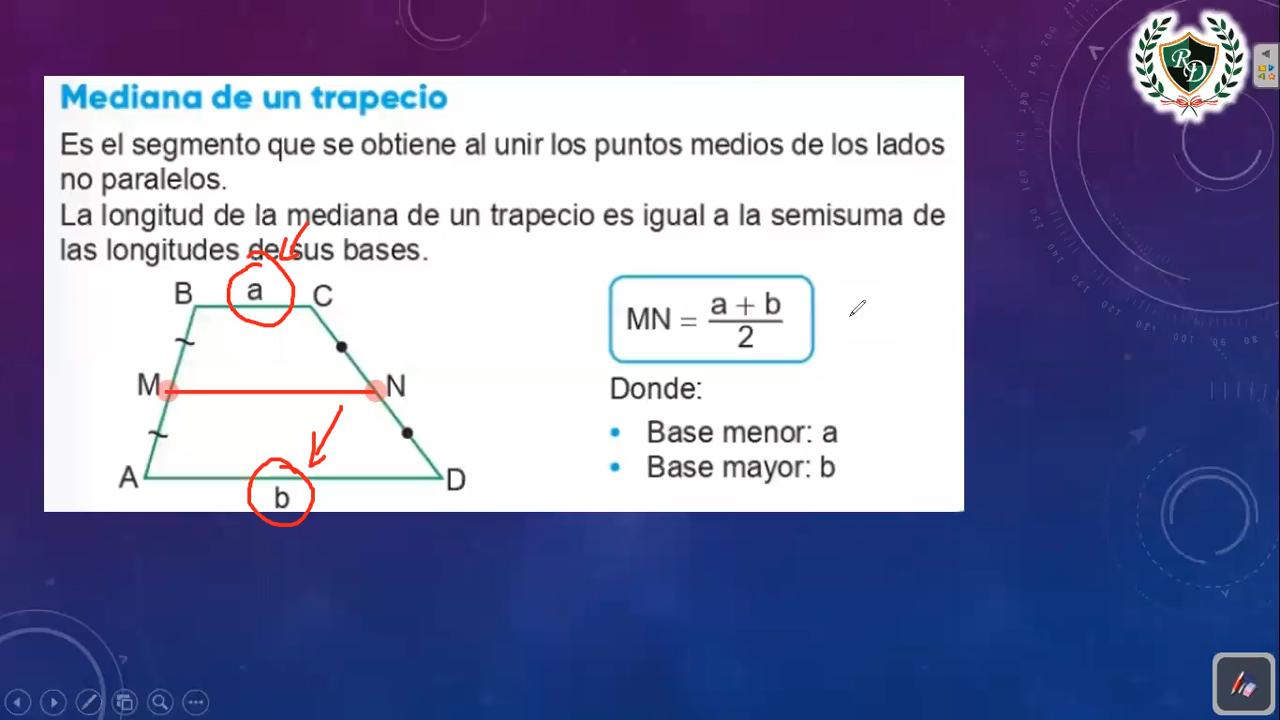 Mediana de un trapecio
Es el segmento que se obtiene al unir los puntos medios de los lados
no paralelos.
La longitud de la mediana de un trapecio es igual a la semisuma de
las longitudes de sus bases.
B a C
M N
A b D
MN = (a + b)/2
Donde:
• Base menor: a
• Base mayor: b
RD